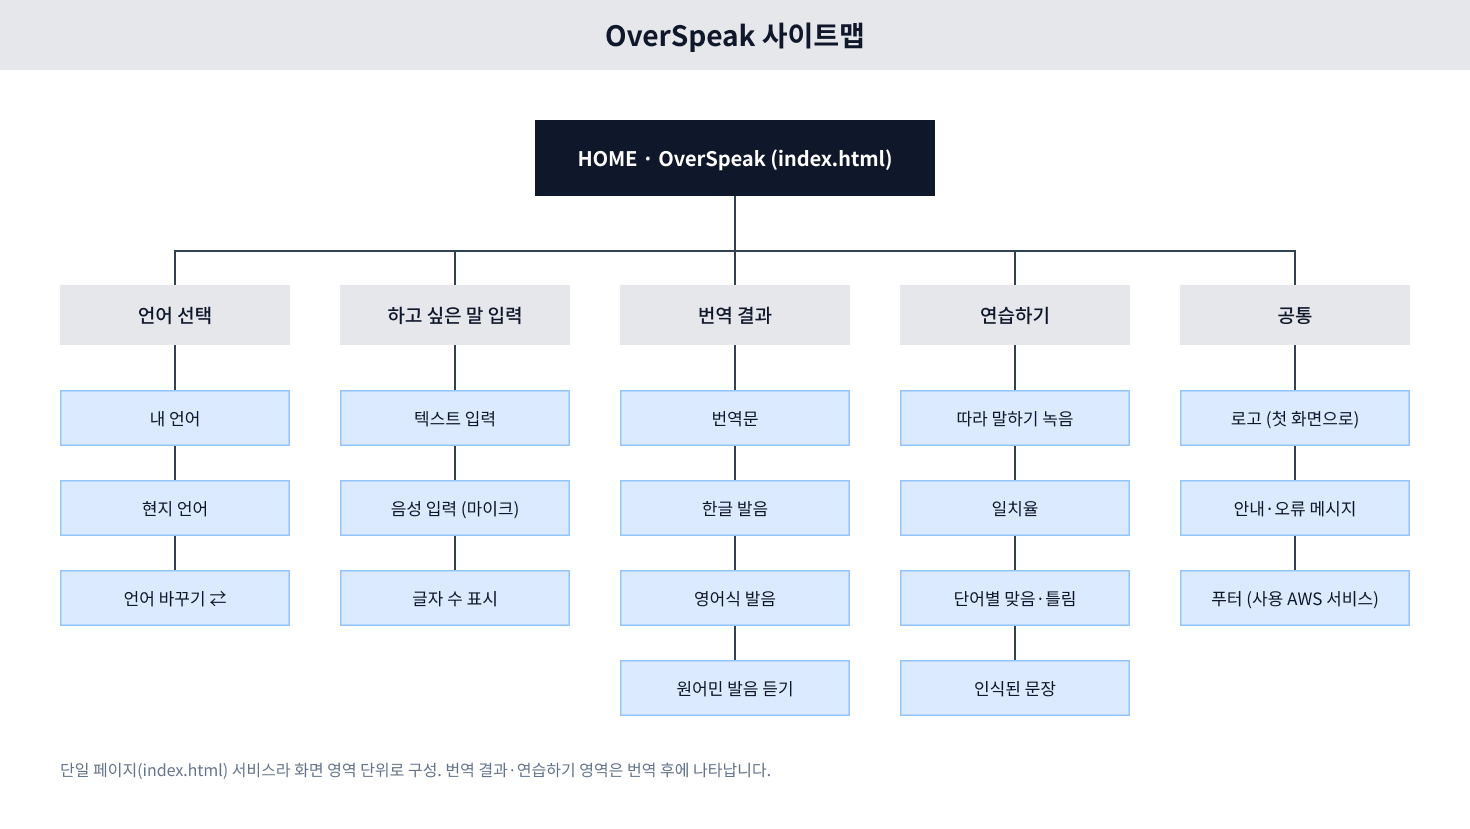 OverSpeak 사이트맵
HOME · OverSpeak (index.html)
언어 선택
내 언어
현지 언어
언어 바꾸기 ⇄
하고 싶은 말 입력
텍스트 입력
음성 입력 (마이크)
글자 수 표시
번역 결과
번역문
한글 발음
영어식 발음
원어민 발음 듣기
연습하기
따라 말하기 녹음
일치율
단어별 맞음·틀림
인식된 문장
공통
로고 (첫 화면으로)
안내·오류 메시지
푸터 (사용 AWS 서비스)
단일 페이지(index.html) 서비스라 화면 영역 단위로 구성. 번역 결과·연습하기 영역은 번역 후에 나타납니다.